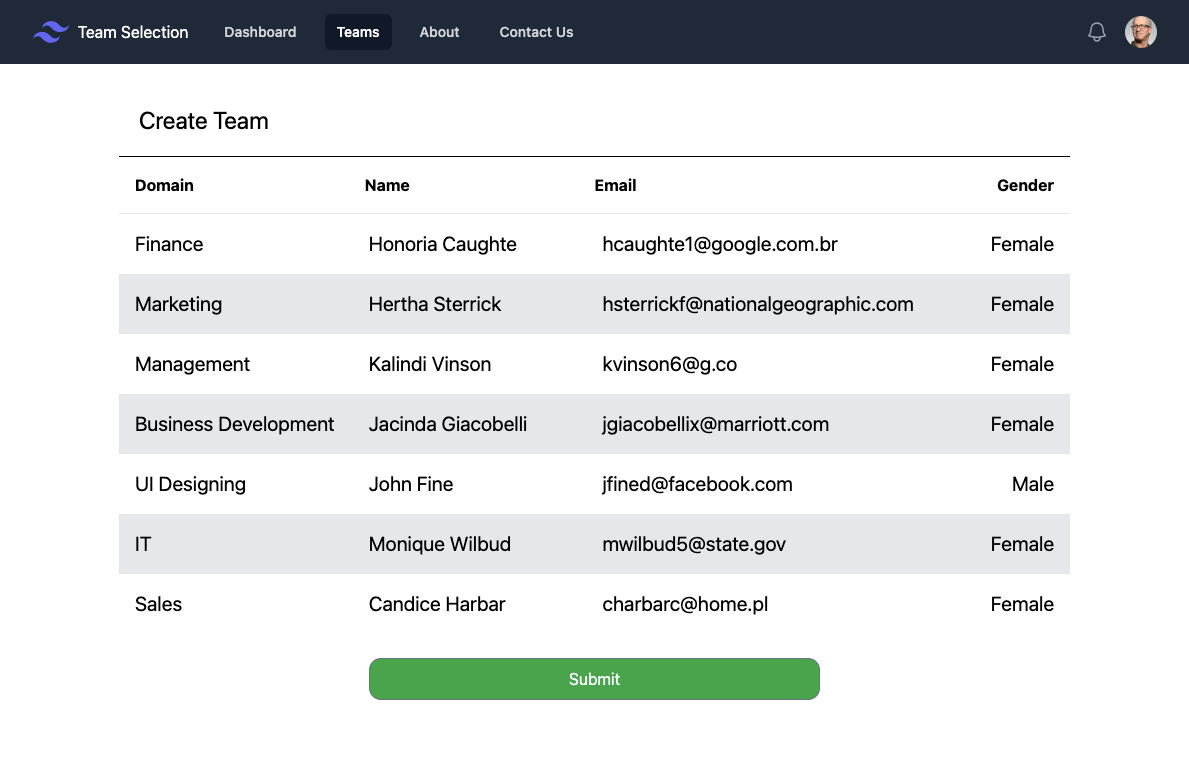 Team Selection Dashboard Teams About Contact Us
Create Team
Domain Name Email Gender
Finance Honoria Caughte hcaughte1@google.com.br Female
Marketing Hertha Sterrick hsterrickf@nationalgeographic.com Female
Management Kalindi Vinson kvinson6@g.co Female
Business Development Jacinda Giacobelli jgiacobellix@marriott.com Female
UI Designing John Fine jfined@facebook.com Male
IT Monique Wilbud mwilbud5@state.gov Female
Sales Candice Harbar charbarc@home.pl Female
Submit